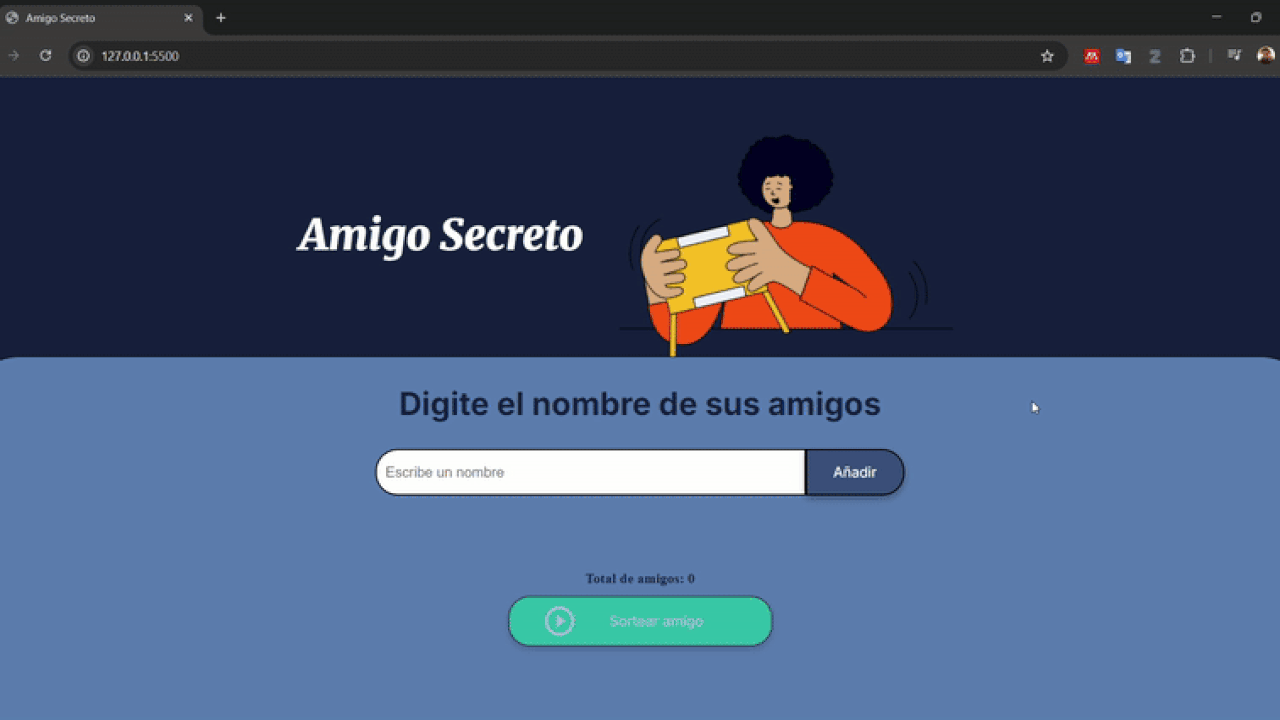 Amigo Secreto
127.0.0.1:5500
Amigo Secreto
Digite el nombre de sus amigos
Escribe un nombre
Añadir
Total de amigos: 0
Sortear amigo